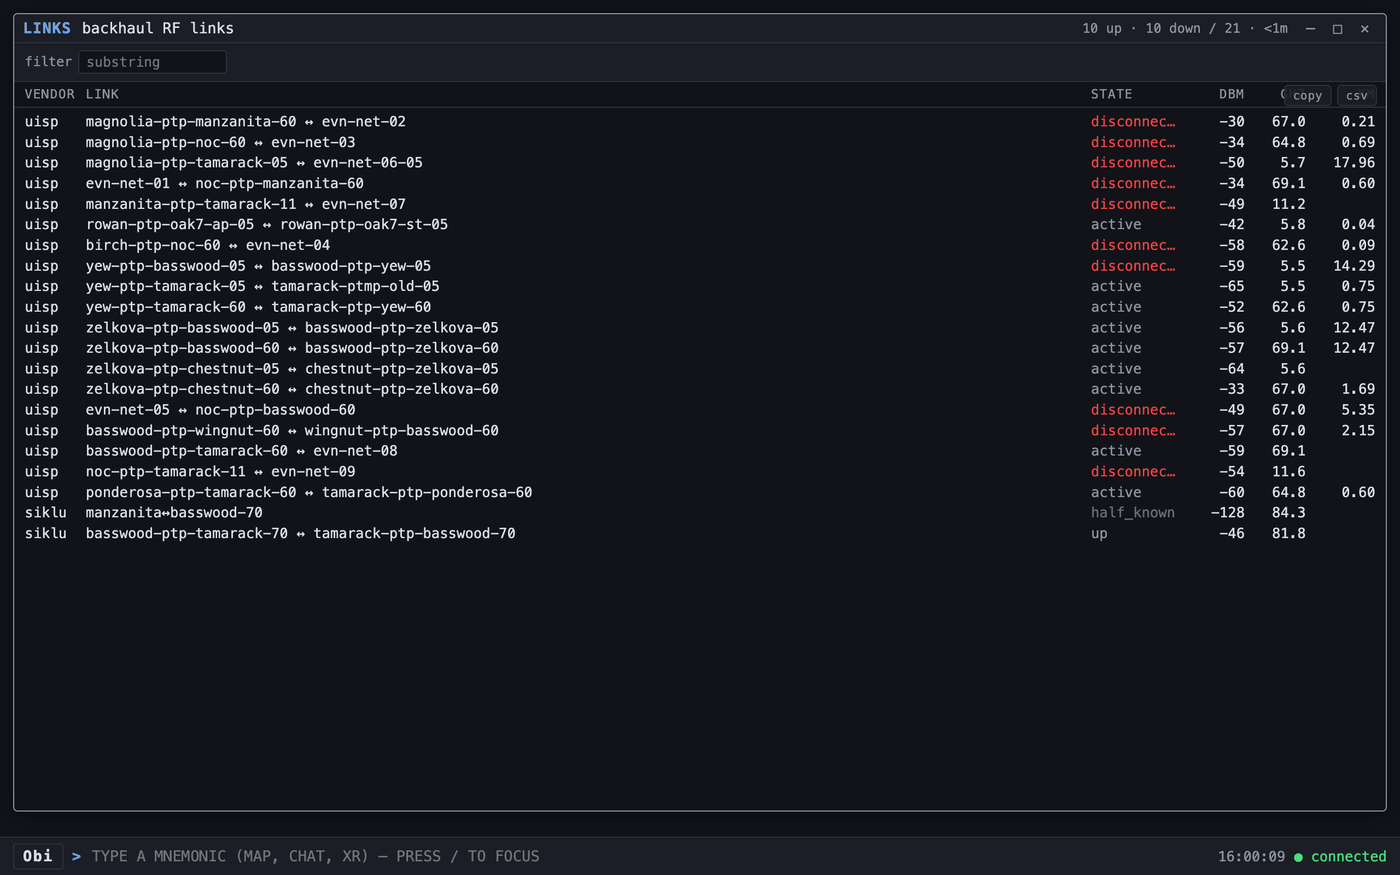 LINKS backhaul RF links 10 up · 10 down / 21 · <1m — □ ×
filter substring
VENDOR LINK STATE DBM copy csv
uisp magnolia-ptp-manzanita-60 ↔ evn-net-02 disconnec… -30 67.0 0.21
uisp magnolia-ptp-noc-60 ↔ evn-net-03 disconnec… -34 64.8 0.69
uisp magnolia-ptp-tamarack-05 ↔ evn-net-06-05 disconnec… -50 5.7 17.96
uisp evn-net-01 ↔ noc-ptp-manzanita-60 disconnec… -34 69.1 0.60
uisp manzanita-ptp-tamarack-11 ↔ evn-net-07 disconnec… -49 11.2
uisp rowan-ptp-oak7-ap-05 ↔ rowan-ptp-oak7-st-05 active -42 5.8 0.04
uisp birch-ptp-noc-60 ↔ evn-net-04 disconnec… -58 62.6 0.09
uisp yew-ptp-basswood-05 ↔ basswood-ptp-yew-05 disconnec… -59 5.5 14.29
uisp yew-ptp-tamarack-05 ↔ tamarack-ptmp-old-05 active -65 5.5 0.75
uisp yew-ptp-tamarack-60 ↔ tamarack-ptp-yew-60 active -52 62.6 0.75
uisp zelkova-ptp-basswood-05 ↔ basswood-ptp-zelkova-05 active -56 5.6 12.47
uisp zelkova-ptp-basswood-60 ↔ basswood-ptp-zelkova-60 active -57 69.1 12.47
uisp zelkova-ptp-chestnut-05 ↔ chestnut-ptp-zelkova-05 active -64 5.6
uisp zelkova-ptp-chestnut-60 ↔ chestnut-ptp-zelkova-60 active -33 67.0 1.69
uisp evn-net-05 ↔ noc-ptp-basswood-60 disconnec… -49 67.0 5.35
uisp basswood-ptp-wingnut-60 ↔ wingnut-ptp-basswood-60 disconnec… -57 67.0 2.15
uisp basswood-ptp-tamarack-60 ↔ evn-net-08 active -59 69.1
uisp noc-ptp-tamarack-11 ↔ evn-net-09 disconnec… -54 11.6
uisp ponderosa-ptp-tamarack-60 ↔ tamarack-ptp-ponderosa-60 active -60 64.8 0.60
siklu manzanita↔basswood-70 half_known -128 84.3
siklu basswood-ptp-tamarack-70 ↔ tamarack-ptp-basswood-70 up -46 81.8
Obi > TYPE A MNEMONIC (MAP, CHAT, XR) — PRESS / TO FOCUS 16:00:09 ● connected